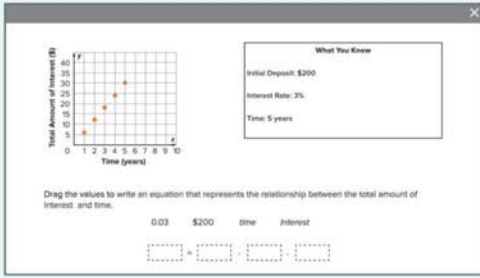 Total Amount of Interest ($)
y
40
35
30
25
20
15
10
5
x
0 1 2 3 4 5 6 7 8 9 10
Time (years)
What You Know
Initial Deposit: $200
Interest Rate: 3%
Time: 5 years
Drag the values to write an equation that represents the relationship between the total amount of
interest and time.
0.03 $200 time interest
= · ·